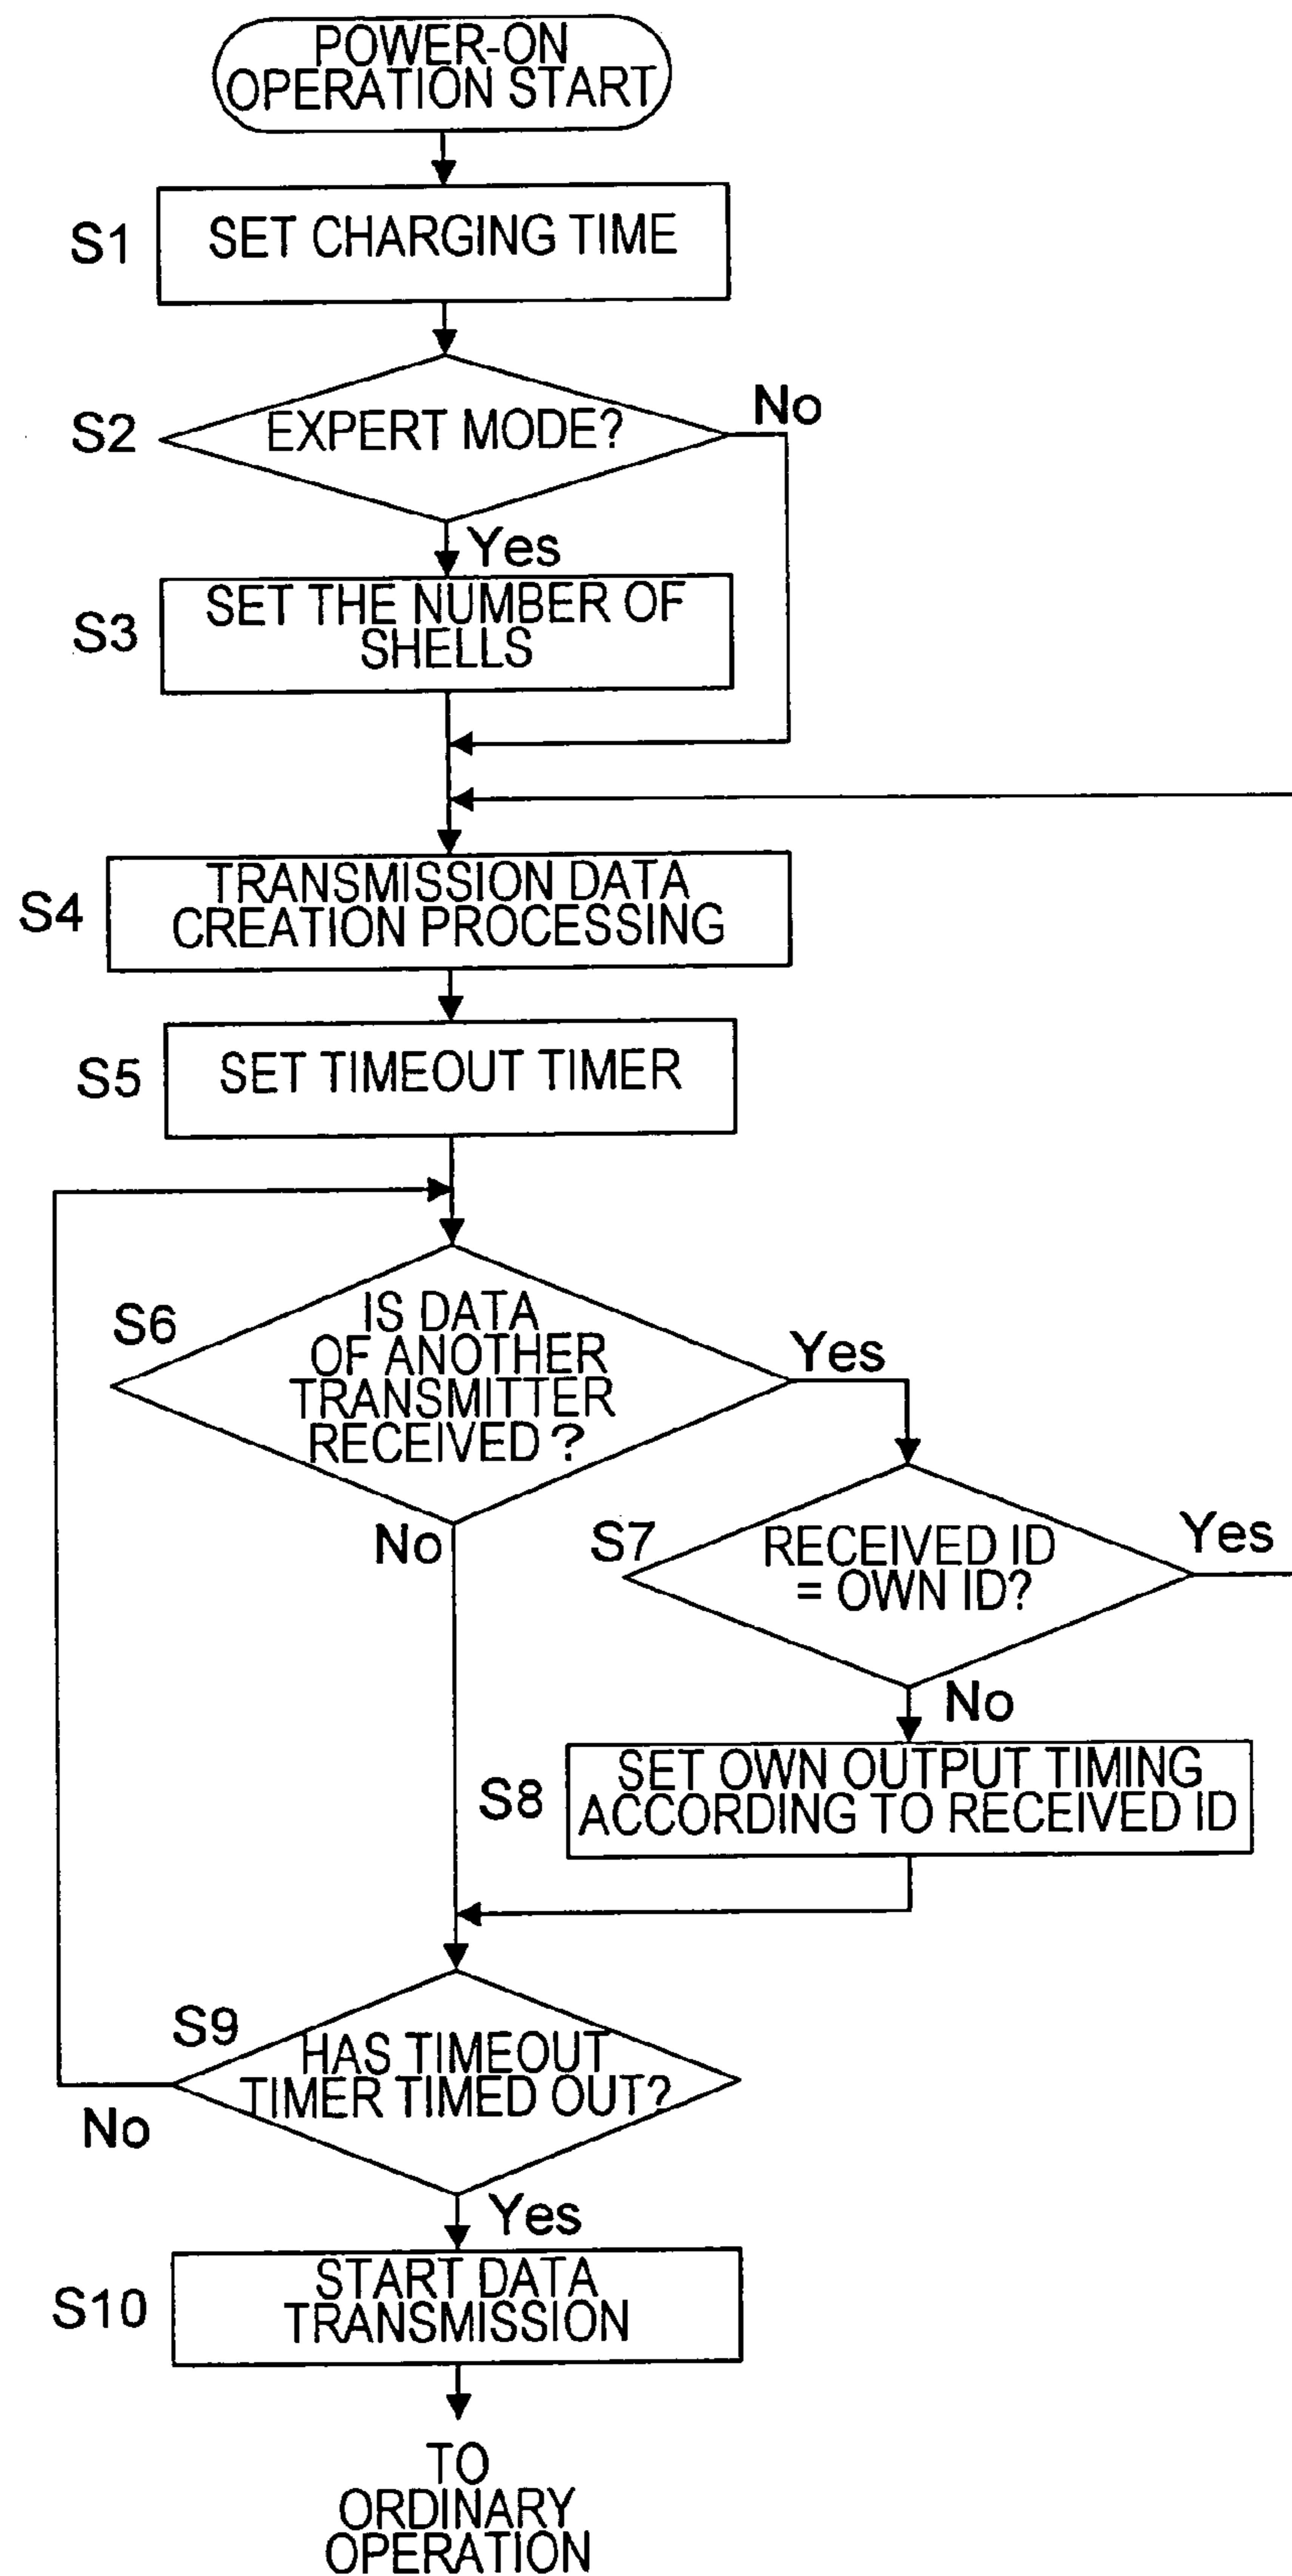 POWER-ON
OPERATION START
S1
SET CHARGING TIME
S2
EXPERT MODE?
No
Yes
S3
SET THE NUMBER OF
SHELLS
S4
TRANSMISSION DATA
CREATION PROCESSING
S5
SET TIMEOUT TIMER
S6
IS DATA
OF ANOTHER
TRANSMITTER
RECEIVED ?
Yes
No
S7
RECEIVED ID
= OWN ID?
Yes
No
S8
SET OWN OUTPUT TIMING
ACCORDING TO RECEIVED ID
S9
HAS TIMEOUT
TIMER TIMED OUT?
No
Yes
S10
START DATA
TRANSMISSION
TO
ORDINARY
OPERATION